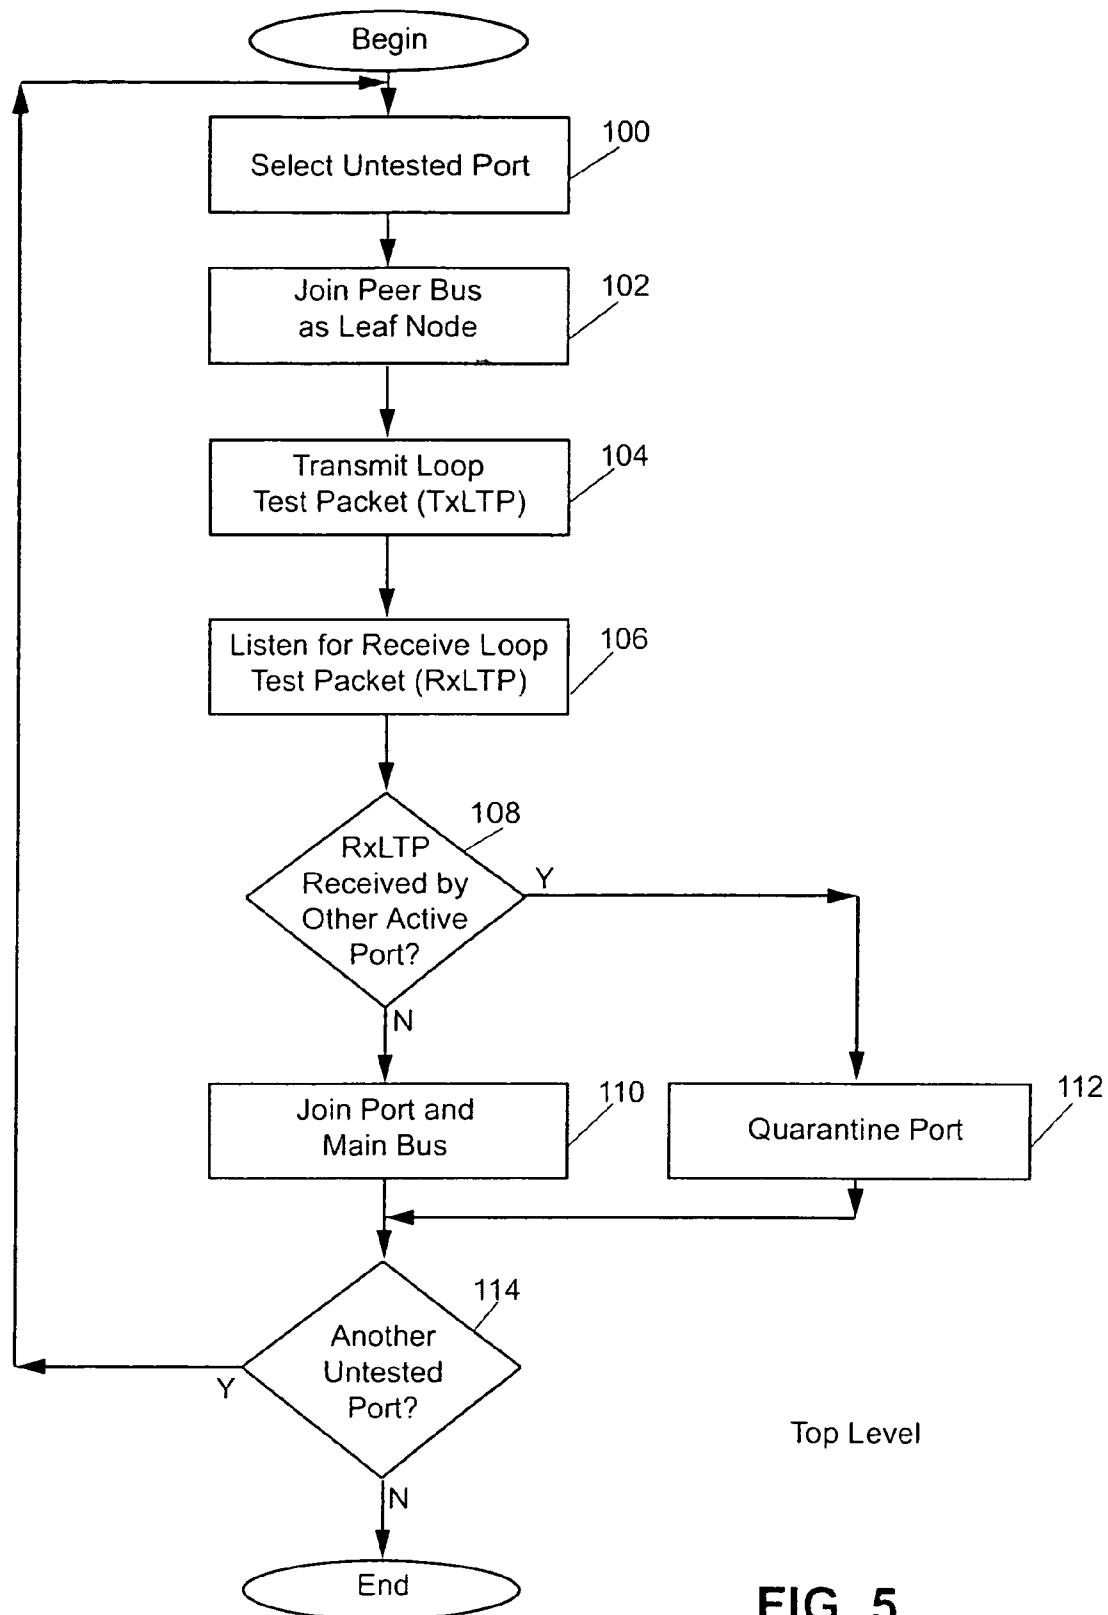 Begin
100
Select Untested Port
102
Join Peer Bus
as Leaf Node
104
Transmit Loop
Test Packet (TxLTP)
106
Listen for Receive Loop
Test Packet (RxLTP)
108
RxLTP
Received by
Other Active
Port?
Y
N
110
Join Port and
Main Bus
112
Quarantine Port
114
Another
Untested
Port?
Y
Top Level
N
End
FIG. 5